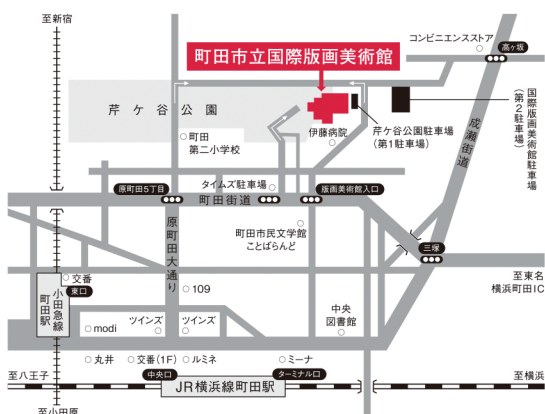 至新宿
コンビニエンスストア
高ヶ坂
町田市立国際版画美術館
芹ケ谷公園
国際版画美術館駐車場
（第2駐車場）
芹ケ谷公園駐車場
（第1駐車場）
伊藤病院
町田
第二小学校
成瀬街道
原町田5丁目
タイムズ駐車場
版画美術館入口
町田街道
町田市民文学館
ことばらんど
原町田大通り
三塚
至東名
横浜町田IC
交番
東口
小田急線
町田駅
109
ツインズ
ツインズ
modi
中央
図書館
丸井
交番（1F）
ルミネ
ミーナ
至八王子
中央口
ターミナル口
至横浜
JR横浜線町田駅
至小田原